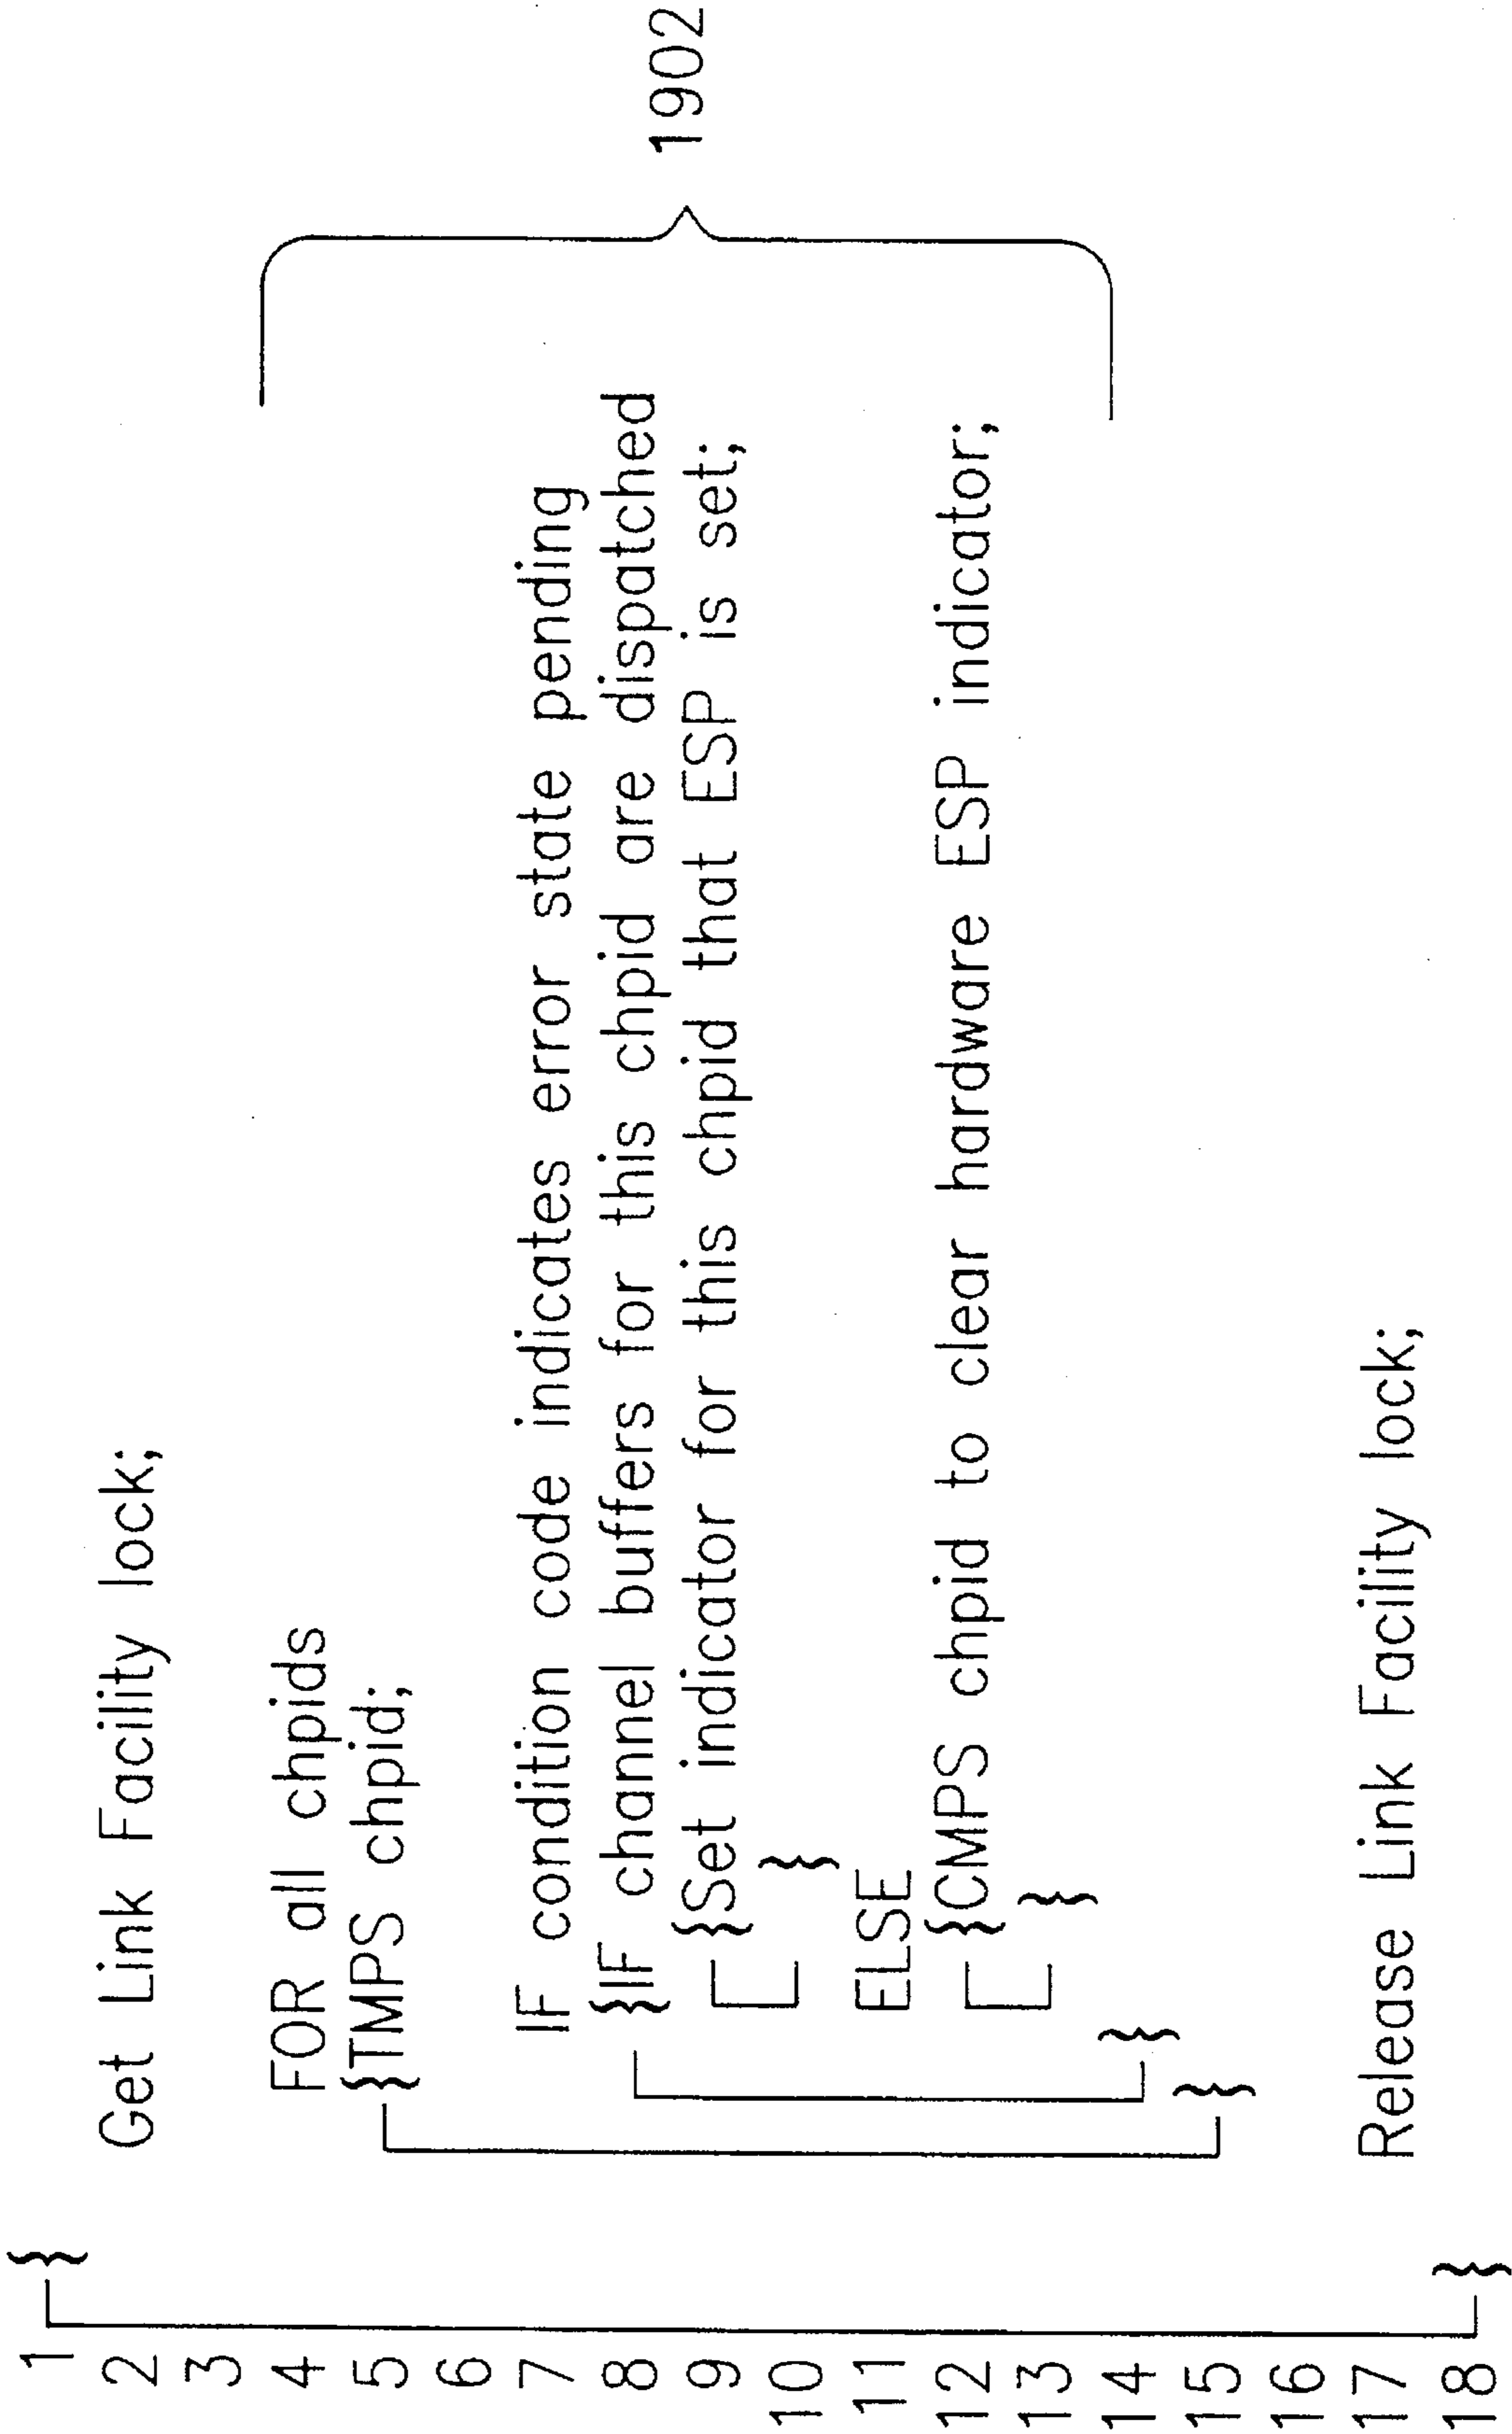 1 {
2 Get Link Facility lock;
3
4 FOR all chpids
5 {TMPS chpid;
6
7 IF condition code indicates error state pending
8 {IF channel buffers for this chpid are dispatched
9 {Set indicator for this chpid that ESP is set;
10 }
11 ELSE
12 {CMPS chpid to clear hardware ESP indicator;
13 }
14 }
15 }
16
17 Release Link Facility lock;
18 }
1902